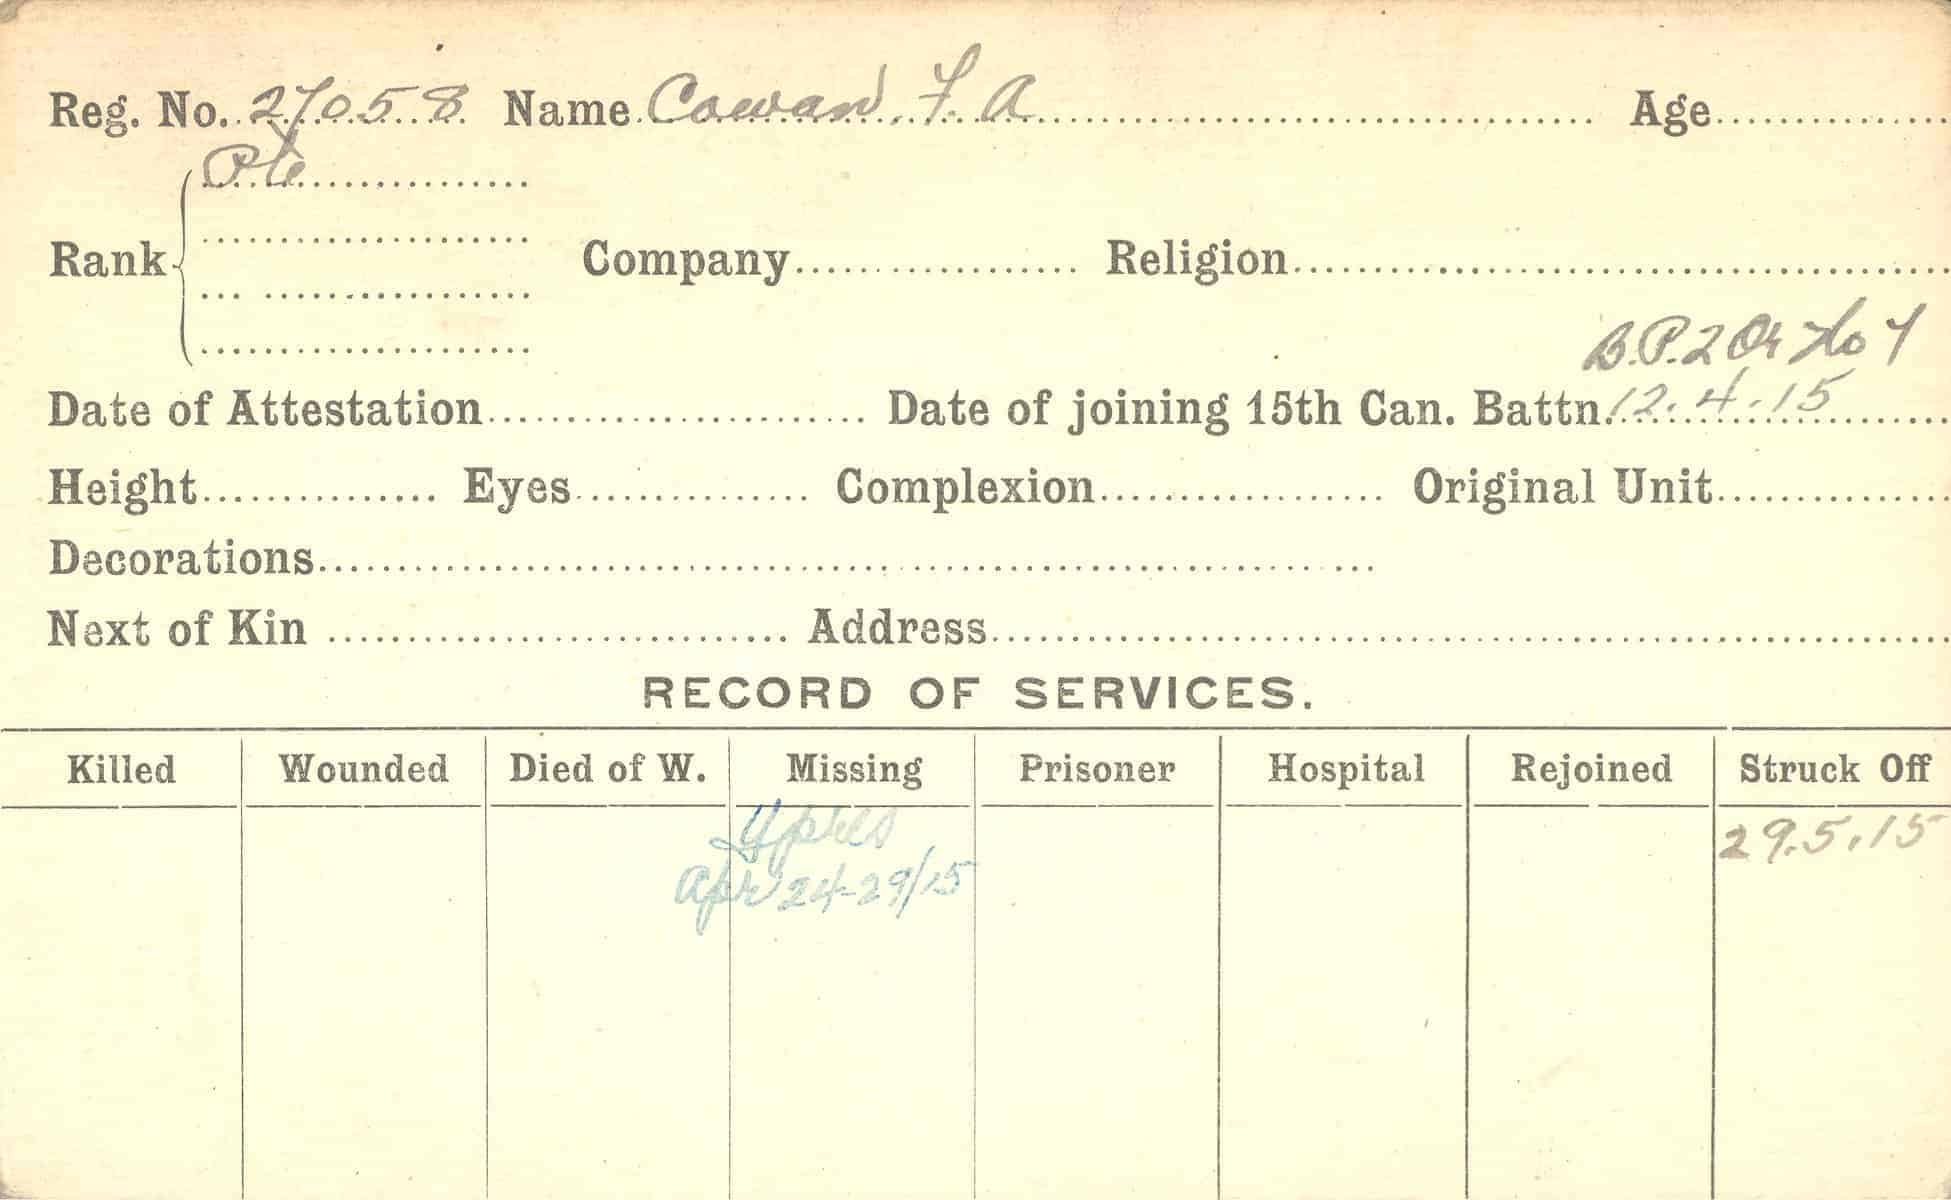 Reg. No. 27058 Name Cowan, F. A Age
Pte
Rank Company Religion
B.P. 2 Or No 1
Date of Attestation Date of joining 15th Can. Battn. 12.4.15
Height Eyes Complexion Original Unit
Decorations
Next of Kin Address
RECORD OF SERVICES.
Killed Wounded Died of W. Missing Prisoner Hospital Rejoined Struck Off
Ypres 29.5.15
Apr 24-29/15